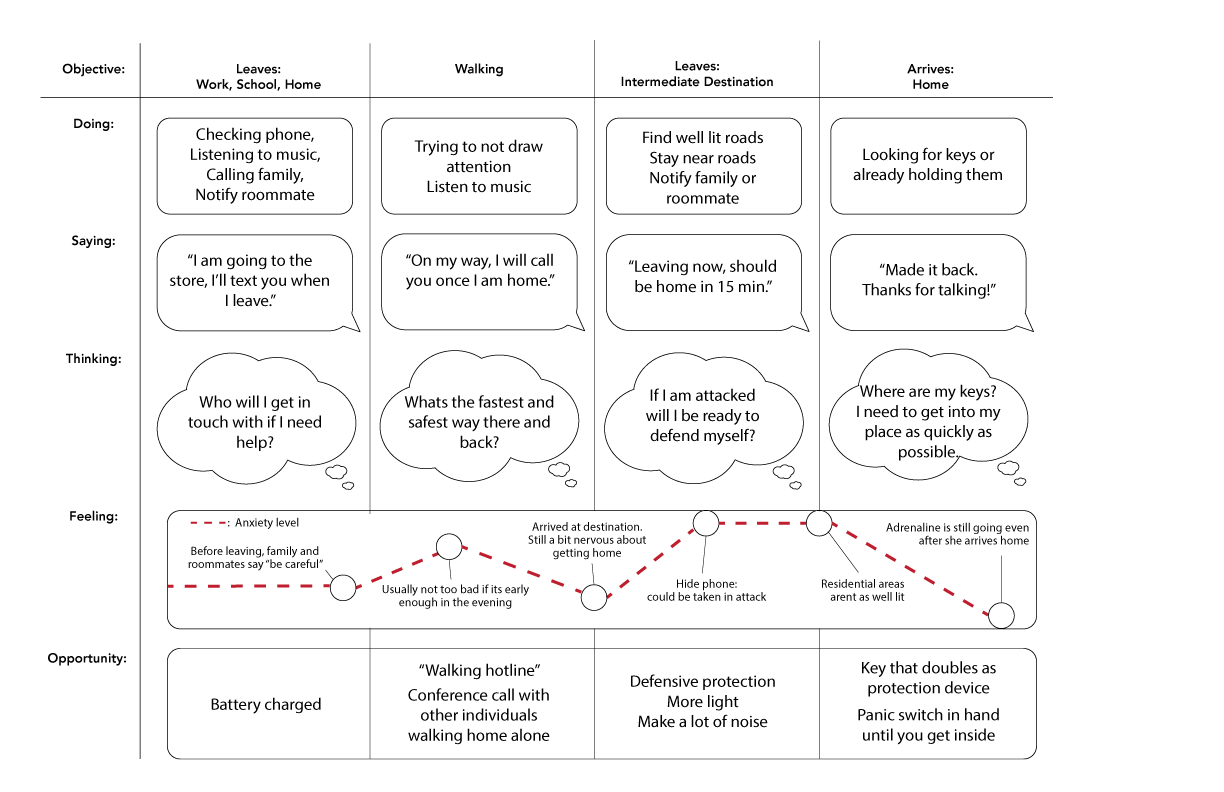 Objective:
Leaves:
Work, School, Home
Walking
Leaves:
Intermediate Destination
Arrives:
Home
Doing:
Checking phone,
Listening to music,
Calling family,
Notify roommate
Trying to not draw
attention
Listen to music
Find well lit roads
Stay near roads
Notify family or
roommate
Looking for keys or
already holding them
Saying:
“I am going to the
store, I’ll text you when
I leave.”
“On my way, I will call
you once I am home.”
“Leaving now, should
be home in 15 min.”
“Made it back.
Thanks for talking!”
Thinking:
Who will I get in
touch with if I need
help?
Whats the fastest and
safest way there and
back?
If I am attacked
will I be ready to
defend myself?
Where are my keys?
I need to get into my
place as quickly as
possible.
Feeling:
: Anxiety level
Before leaving, family and
roommates say “be careful”
Usually not too bad if its early
enough in the evening
Arrived at destination.
Still a bit nervous about
getting home
Hide phone:
could be taken in attack
Residential areas
arent as well lit
Adrenaline is still going even
after she arrives home
Opportunity:
Battery charged
“Walking hotline”
Conference call with
other individuals
walking home alone
Defensive protection
More light
Make a lot of noise
Key that doubles as
protection device
Panic switch in hand
until you get inside